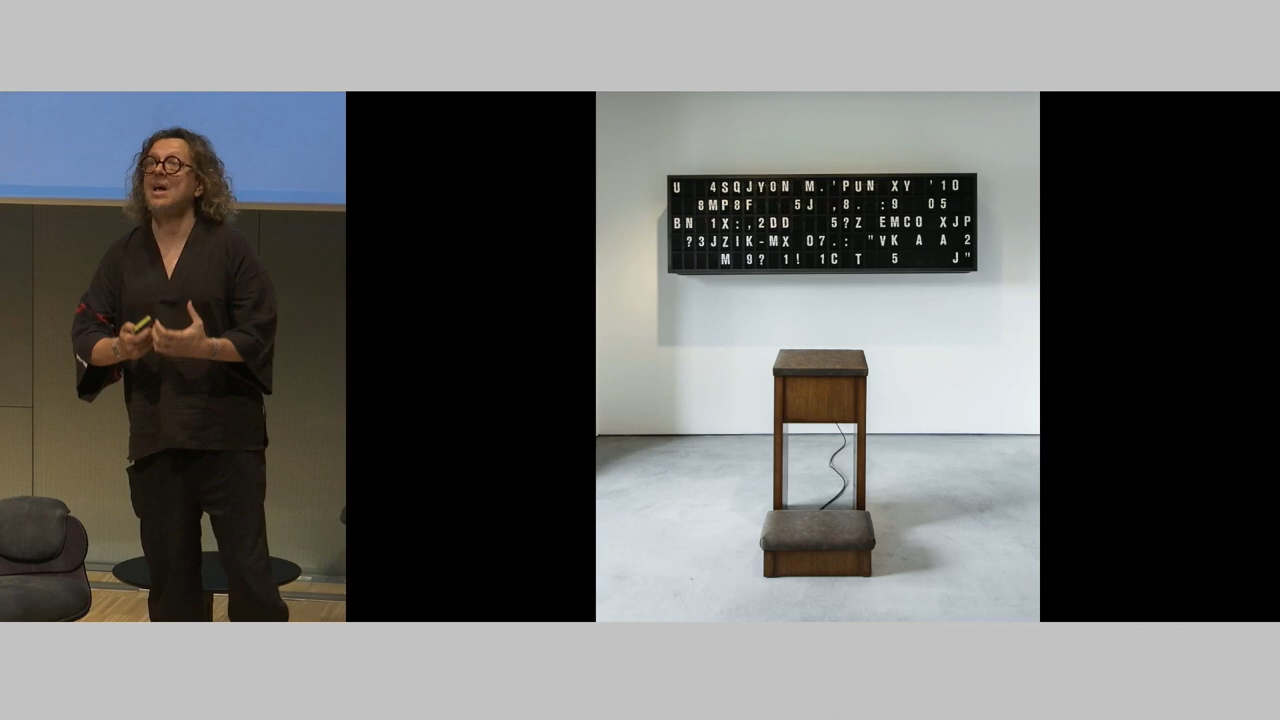 U 4SQJYON M.'PUN XY '10
8MP8F 5J ,8. :9 05
BN 1X:,2DD 5?Z EMCO XJP
?3JZIK-MX 07.: "VK A A 2
M 9? 1! 1C T 5 J"